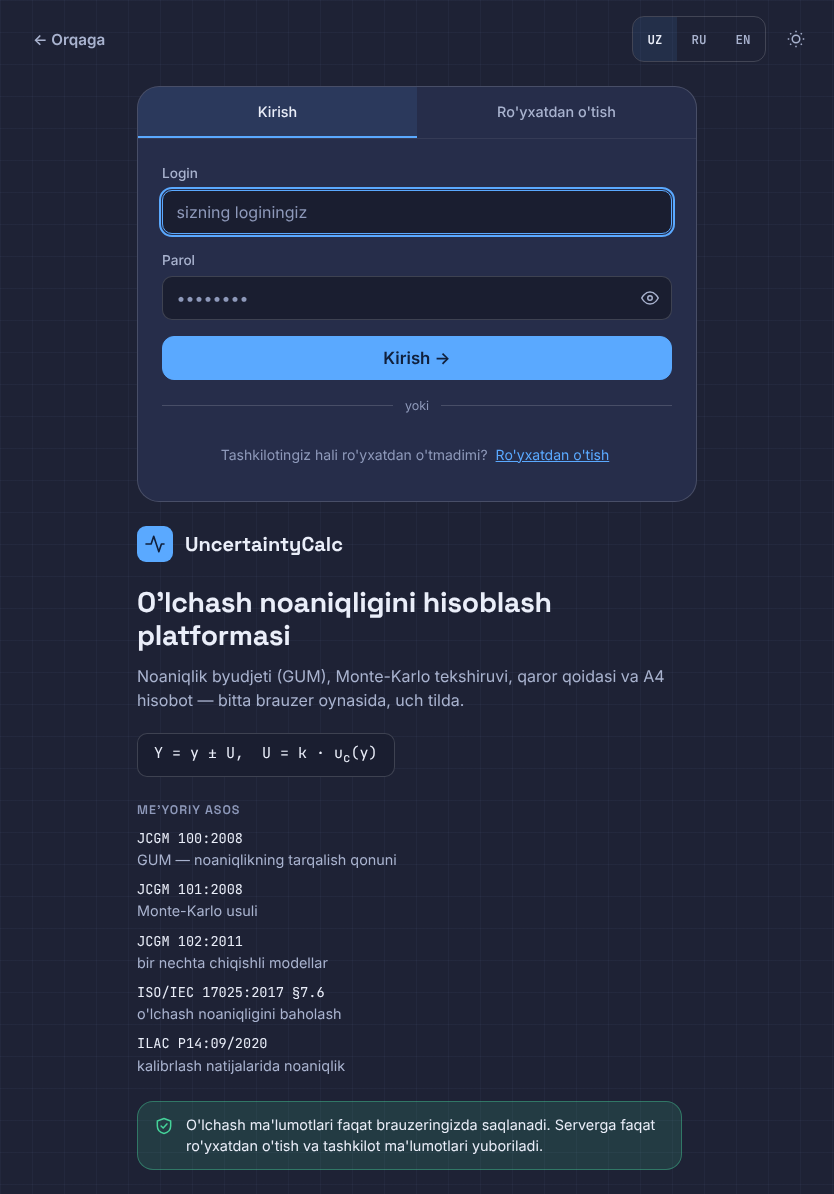 ← Orqaga
UZ RU EN
Kirish Ro'yxatdan o'tish
Login
sizning loginingiz
Parol
••••••••
Kirish →
yoki
Tashkilotingiz hali ro'yxatdan o'tmadimi? Ro'yxatdan o'tish
UncertaintyCalc
O’lchash noaniqligini hisoblash
platformasi
Noaniqlik byudjeti (GUM), Monte-Karlo tekshiruvi, qaror qoidasi va A4
hisobot — bitta brauzer oynasida, uch tilda.
Y = y ± U, U = k · uc(y)
ME’YORIY ASOS
JCGM 100:2008
GUM — noaniqlikning tarqalish qonuni
JCGM 101:2008
Monte-Karlo usuli
JCGM 102:2011
bir nechta chiqishli modellar
ISO/IEC 17025:2017 §7.6
o'lchash noaniqligini baholash
ILAC P14:09/2020
kalibrlash natijalarida noaniqlik
O'lchash ma'lumotlari faqat brauzeringizda saqlanadi. Serverga faqat
ro'yxatdan o'tish va tashkilot ma'lumotlari yuboriladi.